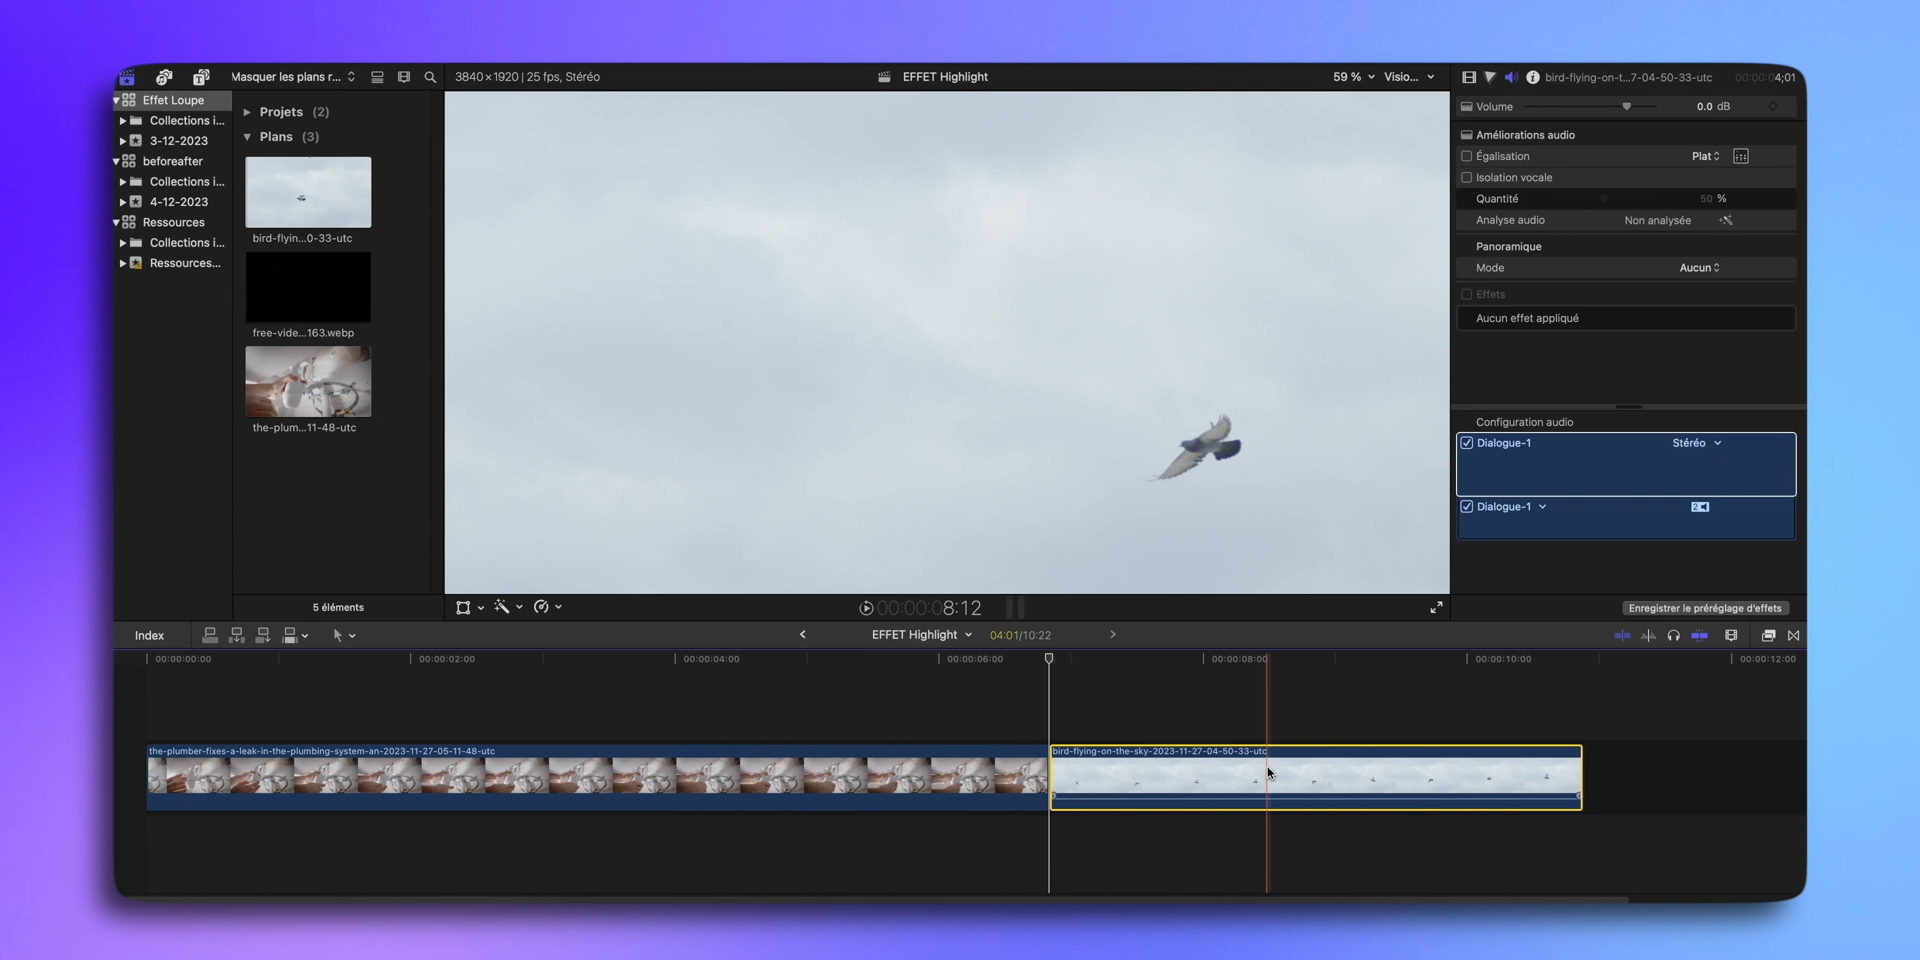 Masquer les plans r...
3840×1920 | 25 fps, Stéréo
EFFET Highlight
59 %
Visio...
bird-flying-on-t...7-04-50-33-utc
00:00:04;01
Effet Loupe
Collections i...
3-12-2023
beforeafter
Collections i...
4-12-2023
Ressources
Collections i...
Ressources...
Projets (2)
Plans (3)
bird-flyin...0-33-utc
free-vide...163.webp
the-plum...11-48-utc
5 éléments
Volume
0.0 dB
Améliorations audio
Égalisation
Plat
Isolation vocale
Quantité
50 %
Analyse audio
Non analysée
Panoramique
Mode
Aucun
Effets
Aucun effet appliqué
Configuration audio
Dialogue-1
Stéréo
Dialogue-1
2
00:00:08:12
Enregistrer le préréglage d'effets
Index
EFFET Highlight
04:01/10:22
00:00:00:00
00:00:02:00
00:00:04:00
00:00:06:00
00:00:08:00
00:00:10:00
00:00:12:00
the-plumber-fixes-a-leak-in-the-plumbing-system-an-2023-11-27-05-11-48-utc
bird-flying-on-the-sky-2023-11-27-04-50-33-utc